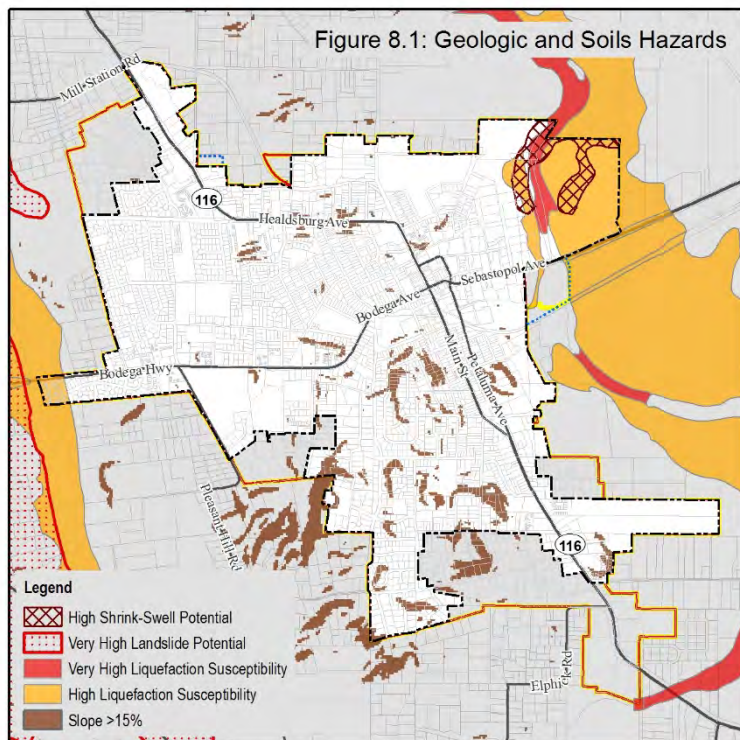 Figure 8.1: Geologic and Soils Hazards
Mill Station Rd
116
Healdsburg Ave
Sebastopol Ave
Bodega Ave
Main St
Petaluma Ave
Bodega Hwy
Pleasant Hill Rd
116
Elphick Rd
Legend
High Shrink-Swell Potential
Very High Landslide Potential
Very High Liquefaction Susceptibility
High Liquefaction Susceptibility
Slope >15%